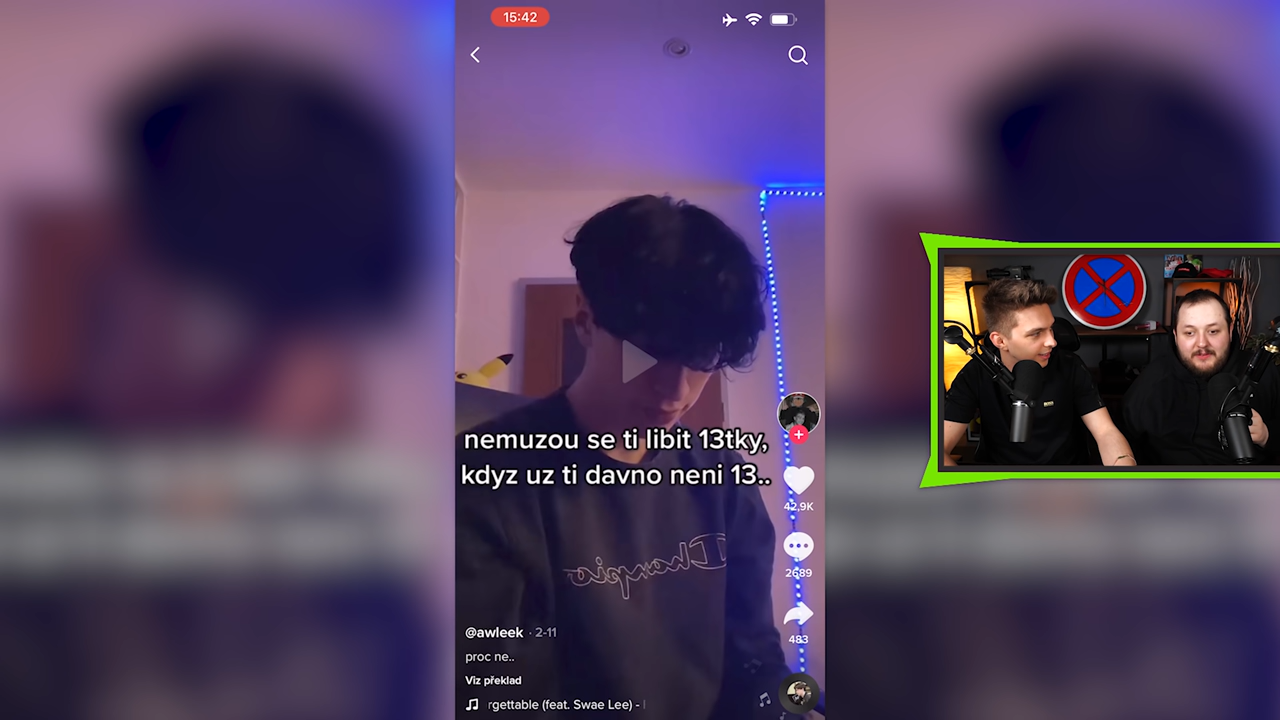 15:42
nemuzou se ti libit 13tky,
kdyz uz ti davno neni 13..
Champion
42,9K
2689
483
@awleek · 2-11
proc ne..
Viz překlad
rgettable (feat. Swae Lee) -